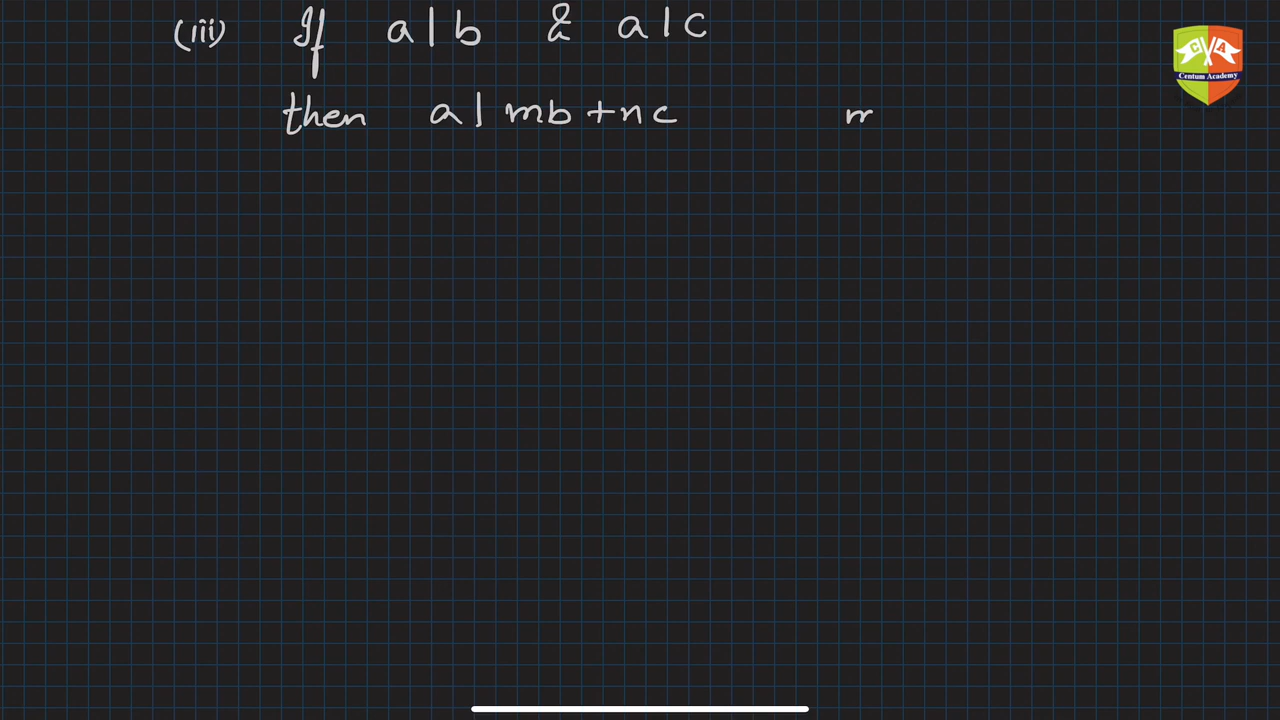 (iii) If a | b & a | c
then a | mb + nc m
C A
Centum Academy